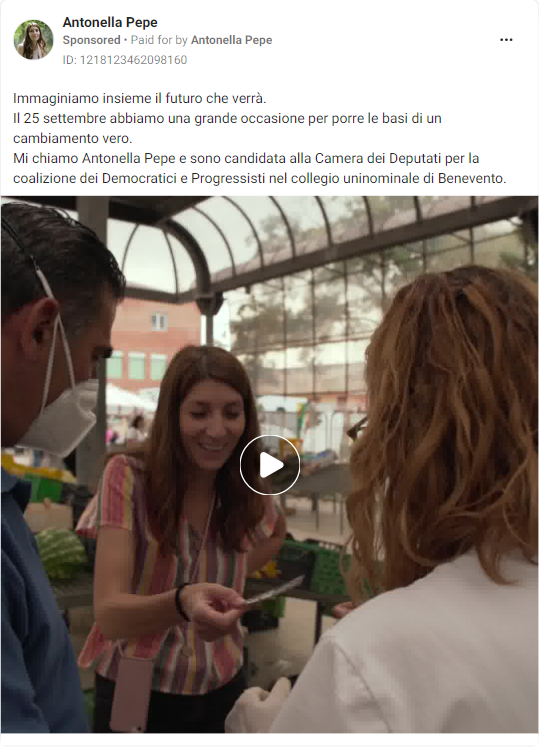 Antonella Pepe
Sponsored • Paid for by Antonella Pepe
ID: 1218123462098160
Immaginiamo insieme il futuro che verrà.
Il 25 settembre abbiamo una grande occasione per porre le basi di un
cambiamento vero.
Mi chiamo Antonella Pepe e sono candidata alla Camera dei Deputati per la
coalizione dei Democratici e Progressisti nel collegio uninominale di Benevento.